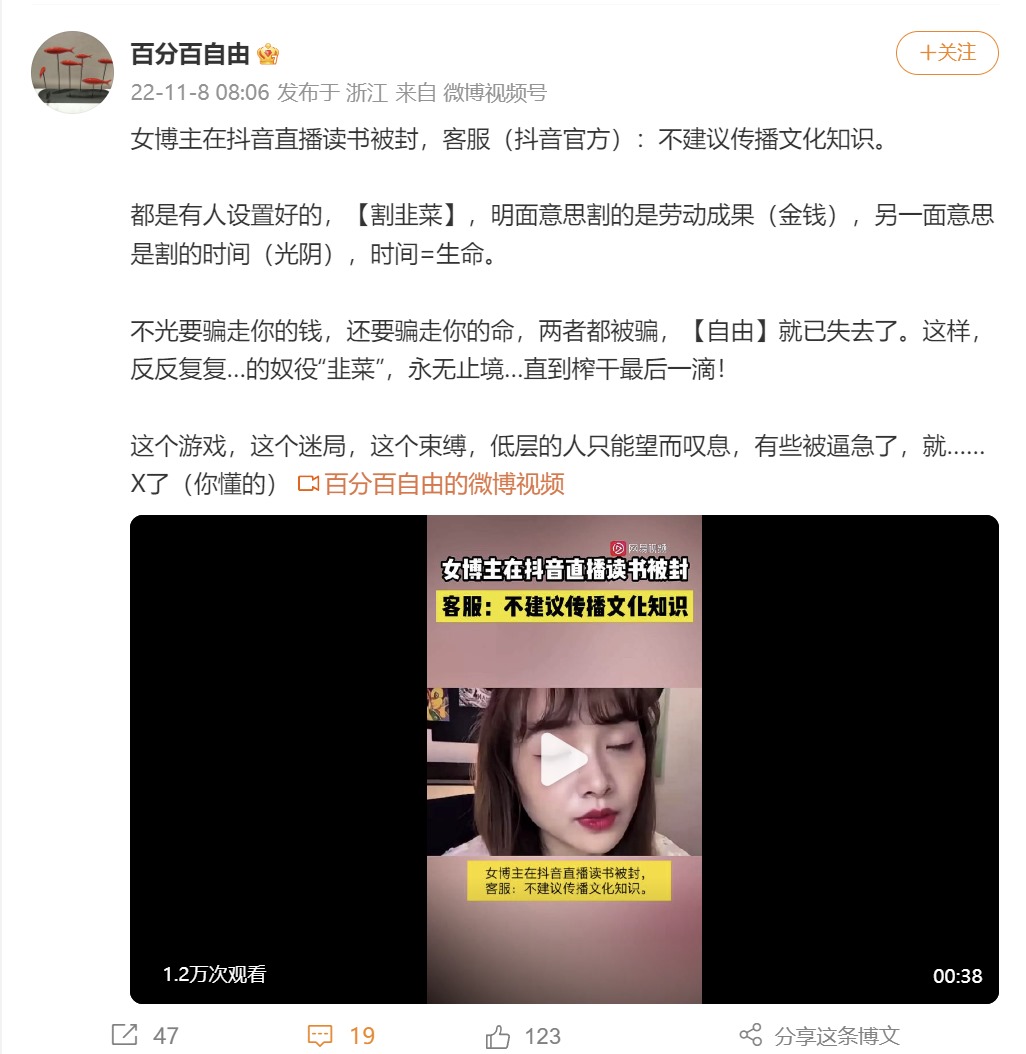 百分百自由
+关注
22-11-8 08:06 发布于 浙江 来自 微博视频号
女博主在抖音直播读书被封，客服（抖音官方）：不建议传播文化知识。
都是有人设置好的，【割韭菜】，明面意思割的是劳动成果（金钱），另一面意思
是割的时间（光阴），时间=生命。
不光要骗走你的钱，还要骗走你的命，两者都被骗，【自由】就已失去了。这样，
反反复复...的奴役“韭菜”，永无止境...直到榨干最后一滴！
这个游戏，这个迷局，这个束缚，低层的人只能望而叹息，有些被逼急了，就......
X了（你懂的） 百分百自由的微博视频
网易视频
女博主在抖音直播读书被封
客服：不建议传播文化知识
女博主在抖音直播读书被封，
客服：不建议传播文化知识。
1.2万次观看
00:38
47
19
123
分享这条博文